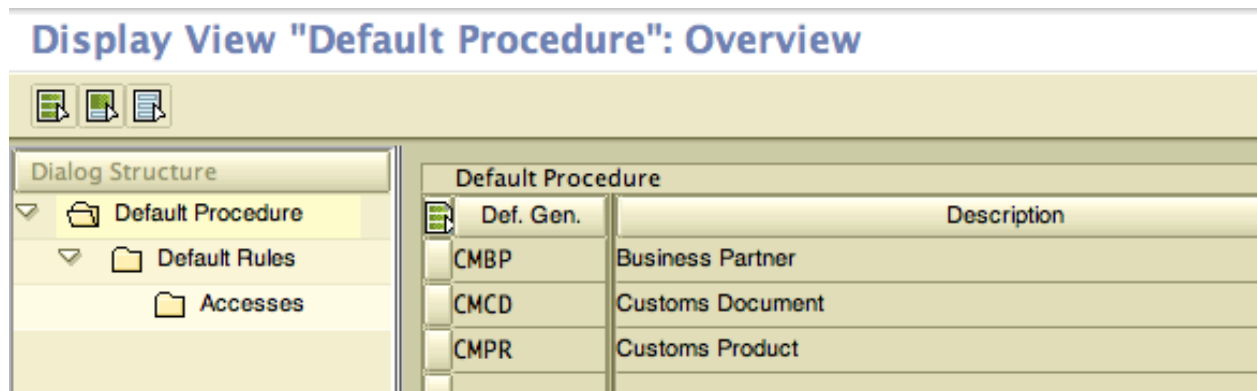 Display View "Default Procedure": Overview
Dialog Structure
Default Procedure
Default Rules
Accesses
Default Procedure
Def. Gen. Description
CMBP Business Partner
CMCD Customs Document
CMPR Customs Product